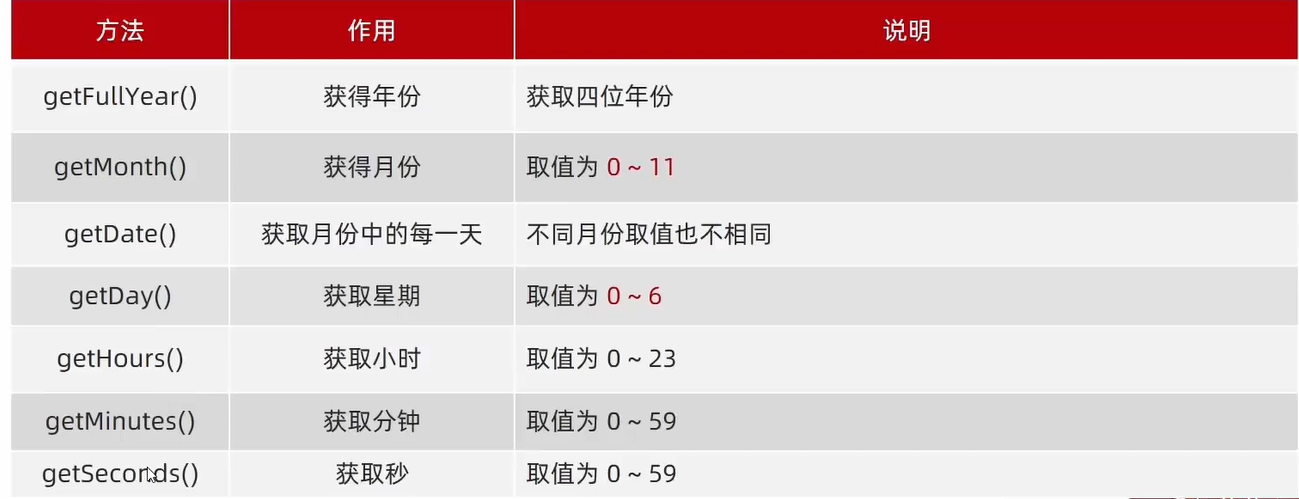 方法 作用 说明
getFullYear() 获得年份 获取四位年份
getMonth() 获得月份 取值为 0 ~ 11
getDate() 获取月份中的每一天 不同月份取值也不相同
getDay() 获取星期 取值为 0 ~ 6
getHours() 获取小时 取值为 0 ~ 23
getMinutes() 获取分钟 取值为 0 ~ 59
getSeconds() 获取秒 取值为 0 ~ 59